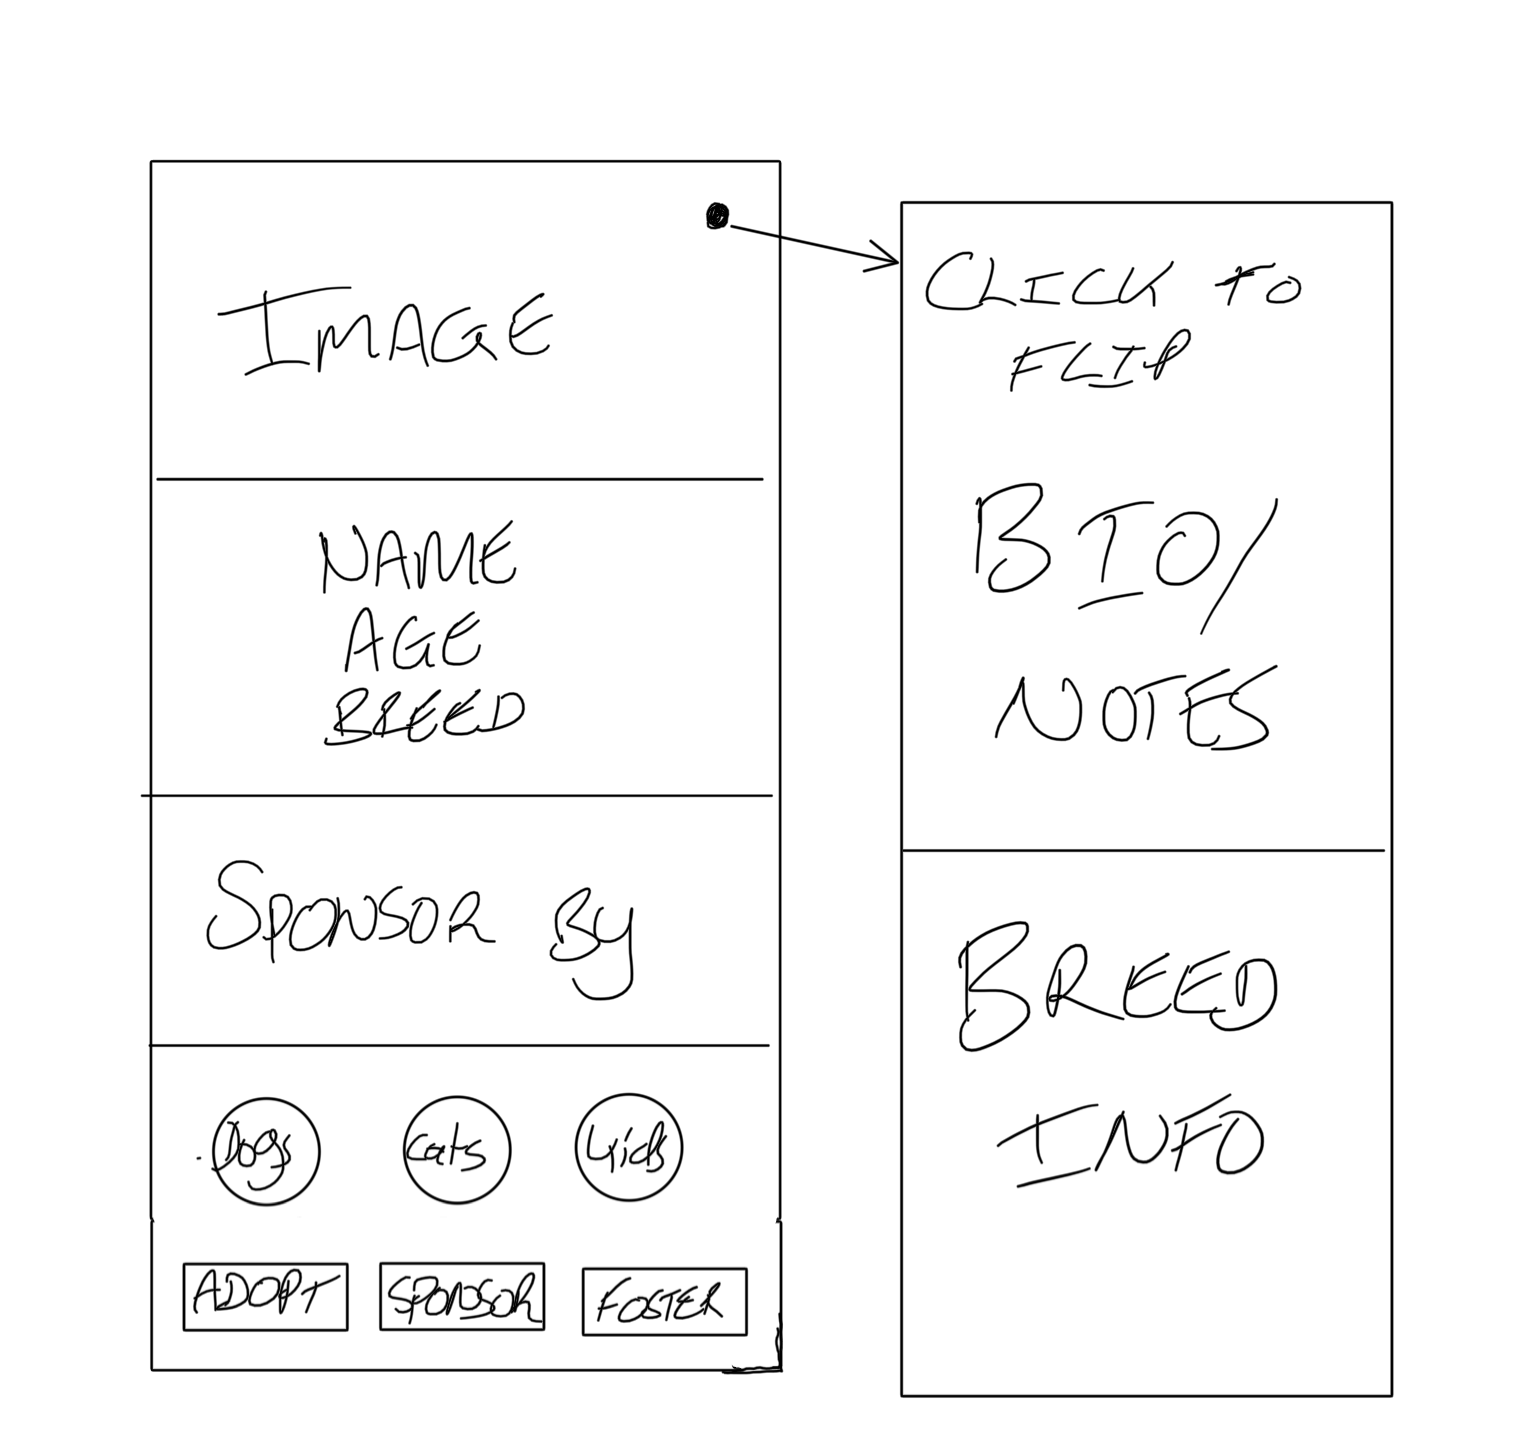 IMAGE
NAME
AGE
BREED
SPONSOR By
Dogs
cats
kids
ADOPT
SPONSOR
FOSTER
CLICK TO
FLIP
BIO/
NOTES
BREED
INFO